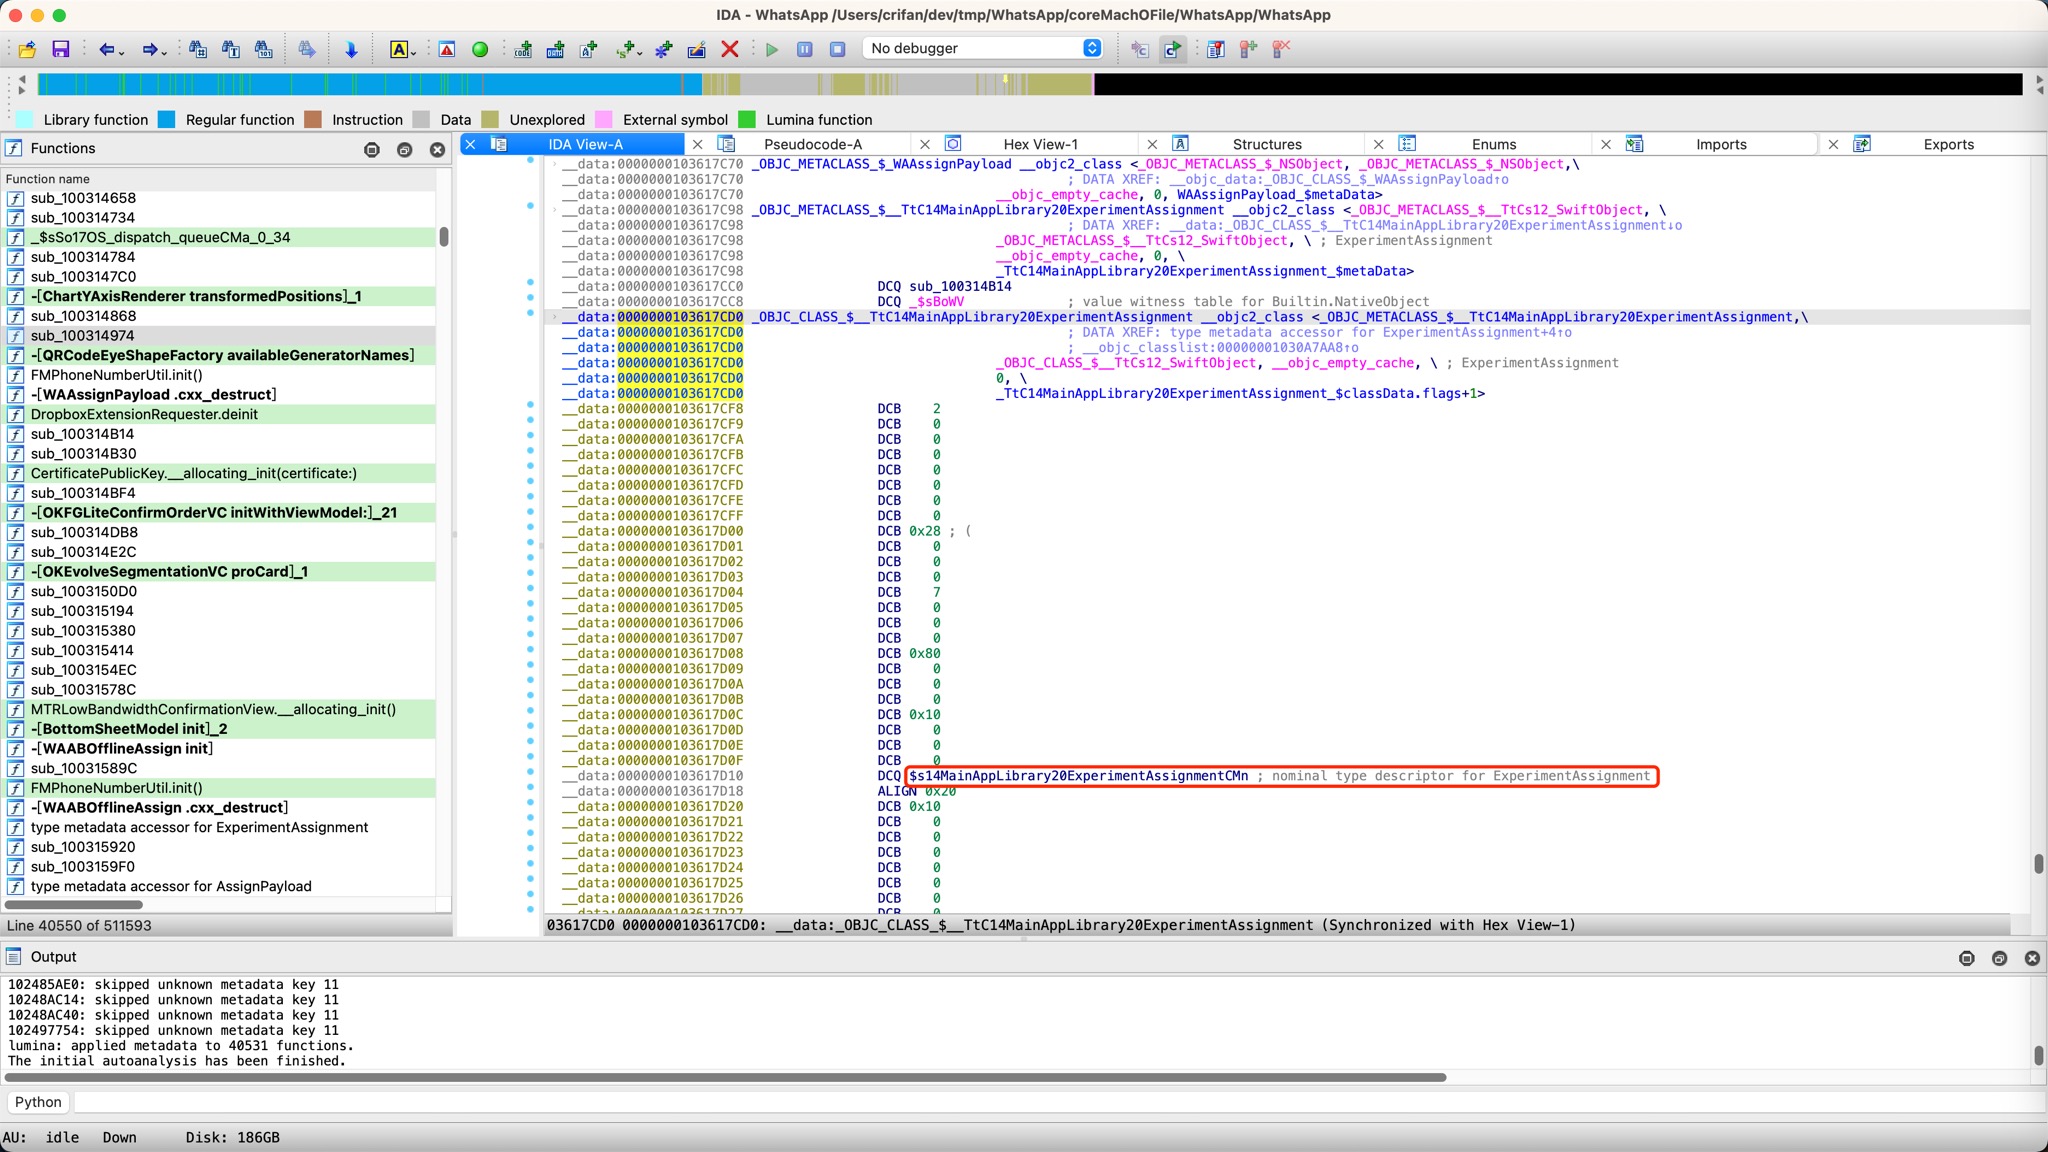 IDA - WhatsApp /Users/crifan/dev/tmp/WhatsApp/coreMachOFile/WhatsApp/WhatsApp
No debugger
Library function Regular function Instruction Data Unexplored External symbol Lumina function
Functions
Function name
sub_100314658
sub_100314734
_$sSo17OS_dispatch_queueCMa_0_34
sub_100314784
sub_1003147C0
-[ChartYAxisRenderer transformedPositions]_1
sub_100314868
sub_100314974
-[QRCodeEyeShapeFactory availableGeneratorNames]
FMPhoneNumberUtil.init()
-[WAAssignPayload .cxx_destruct]
DropboxExtensionRequester.deinit
sub_100314B14
sub_100314B30
CertificatePublicKey.__allocating_init(certificate:)
sub_100314BF4
-[OKFGLiteConfirmOrderVC initWithViewModel:]_21
sub_100314DB8
sub_100314E2C
-[OKEvolveSegmentationVC proCard]_1
sub_1003150D0
sub_100315194
sub_100315380
sub_100315414
sub_1003154EC
sub_10031578C
MTRLowBandwidthConfirmationView.__allocating_init()
-[BottomSheetModel init]_2
-[WAABOfflineAssign init]
sub_10031589C
FMPhoneNumberUtil.init()
-[WAABOfflineAssign .cxx_destruct]
type metadata accessor for ExperimentAssignment
sub_100315920
sub_1003159F0
type metadata accessor for AssignPayload
Line 40550 of 511593
IDA View-A Pseudocode-A Hex View-1 Structures Enums Imports Exports
__data:0000000103617C70 _OBJC_METACLASS_$_WAAssignPayload __objc2_class <_OBJC_METACLASS_$_NSObject, _OBJC_METACLASS_$_NSObject,\
__data:0000000103617C70 ; DATA XREF: __objc_data:_OBJC_CLASS_$_WAAssignPayload↑o
__data:0000000103617C70 __objc_empty_cache, 0, WAAssignPayload_$metaData>
__data:0000000103617C98 _OBJC_METACLASS_$__TtC14MainAppLibrary20ExperimentAssignment __objc2_class <_OBJC_METACLASS_$__TtCs12_SwiftObject, \
__data:0000000103617C98 ; DATA XREF: __data:_OBJC_CLASS_$__TtC14MainAppLibrary20ExperimentAssignment↓o
__data:0000000103617C98 _OBJC_METACLASS_$__TtCs12_SwiftObject, \ ; ExperimentAssignment
__data:0000000103617C98 __objc_empty_cache, 0, \
__data:0000000103617C98 _TtC14MainAppLibrary20ExperimentAssignment_$metaData>
__data:0000000103617CC0 DCQ sub_100314B14
__data:0000000103617CC8 DCQ _$sBoWV ; value witness table for Builtin.NativeObject
__data:0000000103617CD0 _OBJC_CLASS_$__TtC14MainAppLibrary20ExperimentAssignment __objc2_class <_OBJC_METACLASS_$__TtC14MainAppLibrary20ExperimentAssignment,\
__data:0000000103617CD0 ; DATA XREF: type metadata accessor for ExperimentAssignment+4↑o
__data:0000000103617CD0 ; __objc_classlist:00000001030A7AA8↑o
__data:0000000103617CD0 _OBJC_CLASS_$__TtCs12_SwiftObject, __objc_empty_cache, \ ; ExperimentAssignment
__data:0000000103617CD0 0, \
__data:0000000103617CD0 _TtC14MainAppLibrary20ExperimentAssignment_$classData.flags+1>
__data:0000000103617CF8 DCB 2
__data:0000000103617CF9 DCB 0
__data:0000000103617CFA DCB 0
__data:0000000103617CFB DCB 0
__data:0000000103617CFC DCB 0
__data:0000000103617CFD DCB 0
__data:0000000103617CFE DCB 0
__data:0000000103617CFF DCB 0
__data:0000000103617D00 DCB 0x28 ; (
__data:0000000103617D01 DCB 0
__data:0000000103617D02 DCB 0
__data:0000000103617D03 DCB 0
__data:0000000103617D04 DCB 7
__data:0000000103617D05 DCB 0
__data:0000000103617D06 DCB 0
__data:0000000103617D07 DCB 0
__data:0000000103617D08 DCB 0x80
__data:0000000103617D09 DCB 0
__data:0000000103617D0A DCB 0
__data:0000000103617D0B DCB 0
__data:0000000103617D0C DCB 0x10
__data:0000000103617D0D DCB 0
__data:0000000103617D0E DCB 0
__data:0000000103617D0F DCB 0
__data:0000000103617D10 DCQ $s14MainAppLibrary20ExperimentAssignmentCMn ; nominal type descriptor for ExperimentAssignment
__data:0000000103617D18 ALIGN 0x20
__data:0000000103617D20 DCB 0x10
__data:0000000103617D21 DCB 0
__data:0000000103617D22 DCB 0
__data:0000000103617D23 DCB 0
__data:0000000103617D24 DCB 0
__data:0000000103617D25 DCB 0
__data:0000000103617D26 DCB 0
__data:0000000103617D27 DCB 0
03617CD0 0000000103617CD0: __data:_OBJC_CLASS_$__TtC14MainAppLibrary20ExperimentAssignment (Synchronized with Hex View-1)
Output
102485AE0: skipped unknown metadata key 11
10248AC14: skipped unknown metadata key 11
10248AC40: skipped unknown metadata key 11
102497754: skipped unknown metadata key 11
lumina: applied metadata to 40531 functions.
The initial autoanalysis has been finished.
Python
AU: idle Down Disk: 186GB